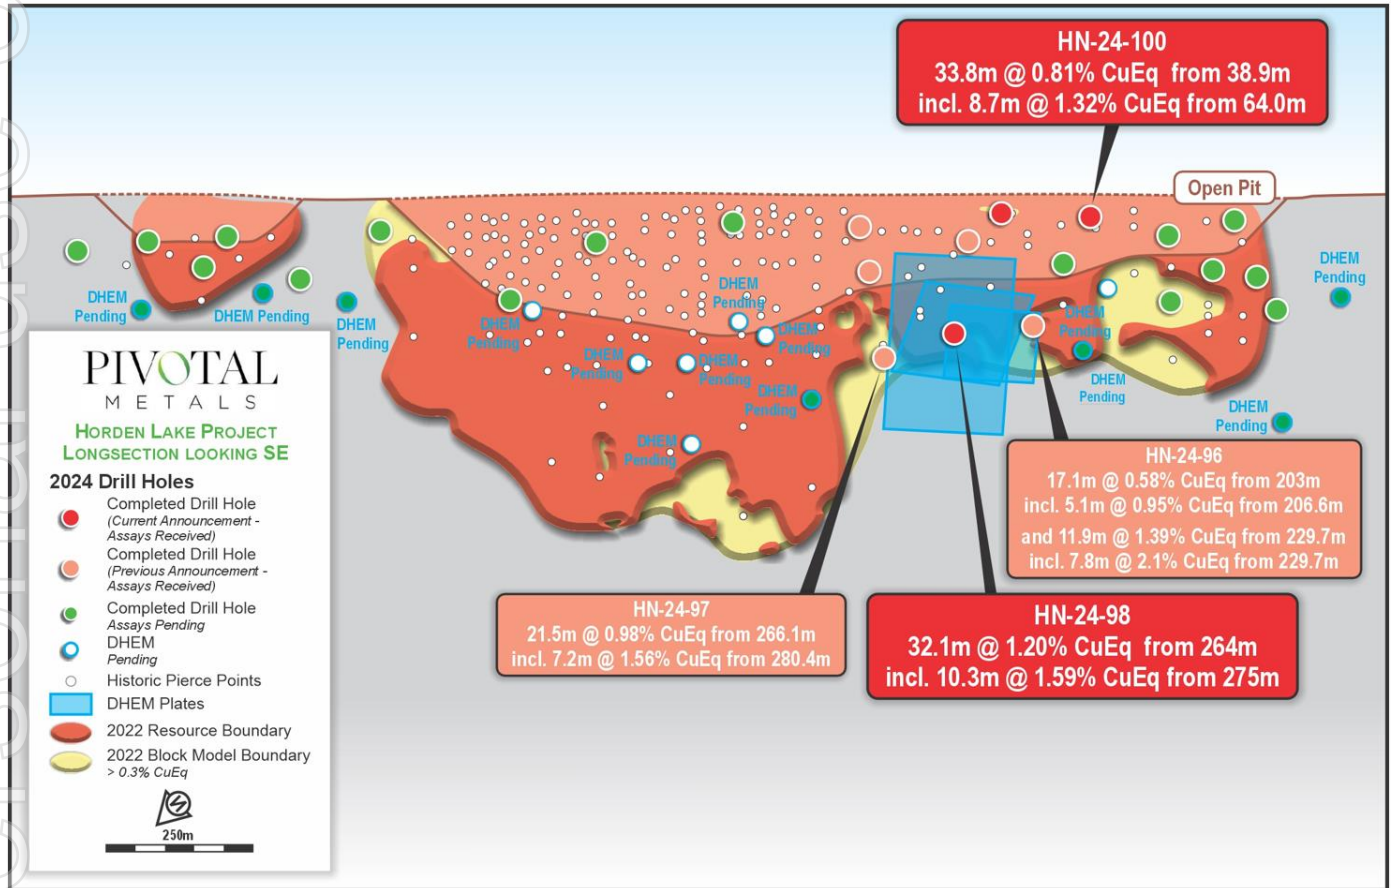 HN-24-100
33.8m @ 0.81% CuEq from 38.9m
incl. 8.7m @ 1.32% CuEq from 64.0m
Open Pit
DHEM
Pending
DHEM
Pending
DHEM Pending
DHEM
Pending
DHEM
Pending
DHEM
Pending
DHEM
Pending
DHEM
Pending
DHEM
Pending
DHEM
Pending
DHEM
Pending
DHEM
Pending
DHEM
Pending
DHEM
Pending
PIVOTAL
METALS
HORDEN LAKE PROJECT
LONGSECTION LOOKING SE
2024 Drill Holes
Completed Drill Hole
(Current Announcement -
Assays Received)
Completed Drill Hole
(Previous Announcement -
Assays Received)
Completed Drill Hole
Assays Pending
DHEM
Pending
Historic Pierce Points
DHEM Plates
2022 Resource Boundary
2022 Block Model Boundary
> 0.3% CuEq
250m
HN-24-96
17.1m @ 0.58% CuEq from 203m
incl. 5.1m @ 0.95% CuEq from 206.6m
and 11.9m @ 1.39% CuEq from 229.7m
incl. 7.8m @ 2.1% CuEq from 229.7m
HN-24-97
21.5m @ 0.98% CuEq from 266.1m
incl. 7.2m @ 1.56% CuEq from 280.4m
HN-24-98
32.1m @ 1.20% CuEq from 264m
incl. 10.3m @ 1.59% CuEq from 275m